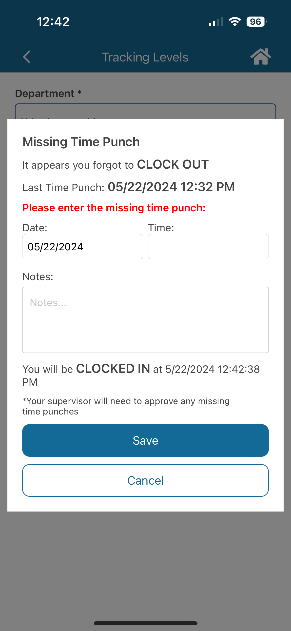 12:42
96
Tracking Levels
Department *
Missing Time Punch
It appears you forgot to CLOCK OUT
Last Time Punch: 05/22/2024 12:32 PM
Please enter the missing time punch:
Date: Time:
05/22/2024
Notes:
Notes...
You will be CLOCKED IN at 5/22/2024 12:42:38
PM
*Your supervisor will need to approve any missing
time punches
Save
Cancel